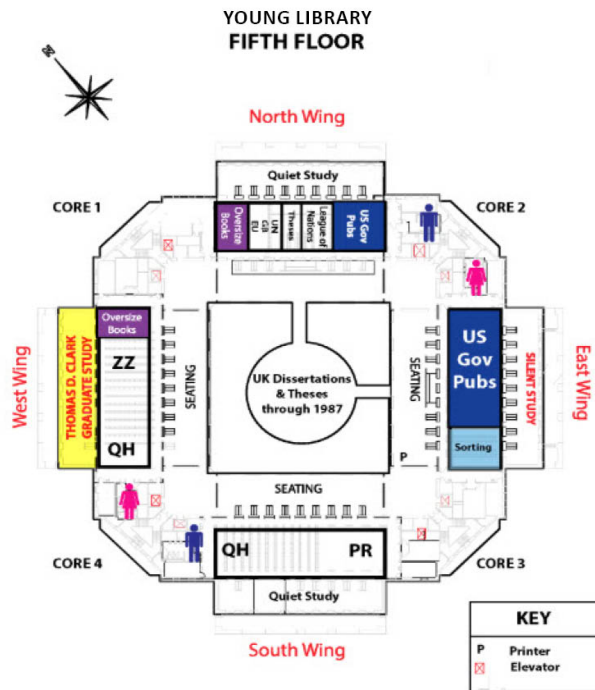 YOUNG LIBRARY
FIFTH FLOOR
N
North Wing
Quiet Study
CORE 1
CORE 2
Oversize
Books
UN
GB
EU
Theses
League of
Nations
US Gov
Pubs
Oversize
Books
ZZ
QH
THOMAS D. CLARK
GRADUATE STUDY
West Wing
SEATING
UK Dissertations
& Theses
through 1987
SEATING
P
US
Gov
Pubs
Sorting
SILENT STUDY
East Wing
SEATING
QH PR
CORE 4
CORE 3
Quiet Study
South Wing
KEY
P Printer
Elevator